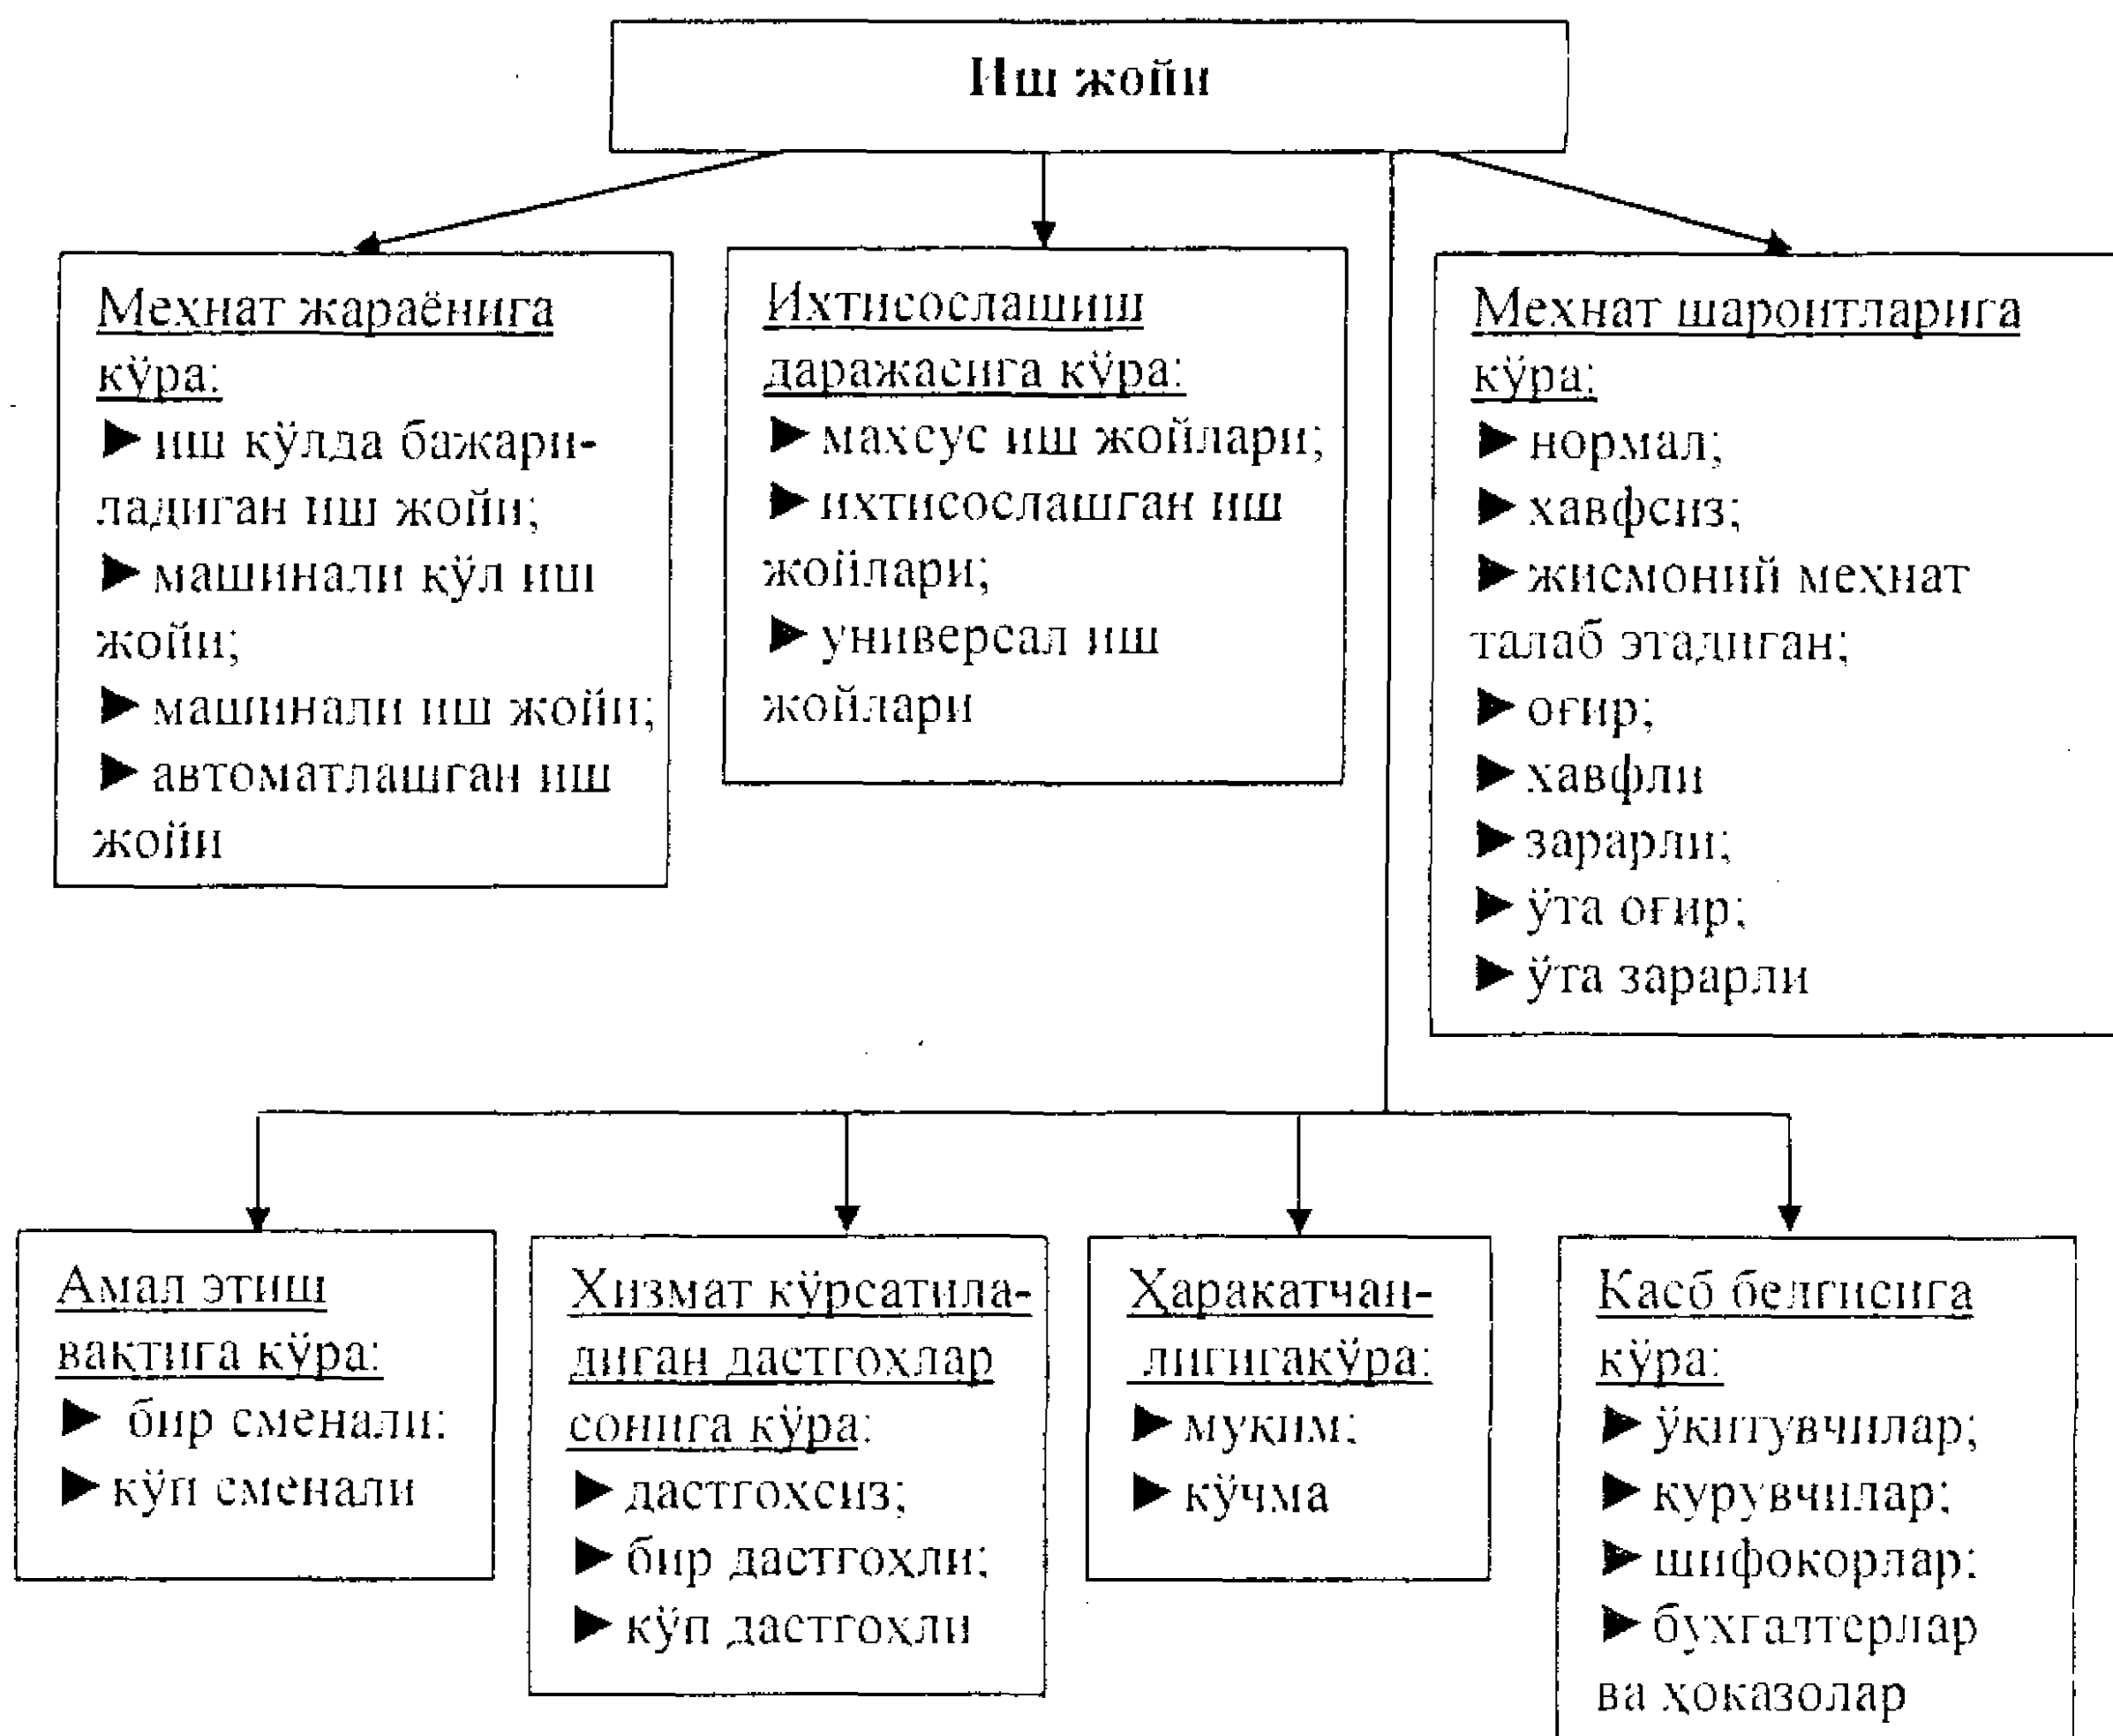 Иш жойи
Меҳнат жараёнига
кўра:
► иш қўлда бажари-
ладиган иш жойи;
► машинали қўл иш
жойи;
► машинали иш жойи;
► автоматлашган иш
жойи
Ихтисослашиш
даражасига кўра:
► махсус иш жойлари;
► ихтисослашган иш
жойлари;
► универсал иш
жойлари
Меҳнат шароитларига
кўра:
► нормал;
► хавфсиз;
► жисмоний меҳнат
талаб этадиган;
► оғир;
► хавфли
► зарарли;
► ўта оғир;
► ўта зарарли
Амал этиш
вақтига кўра:
► бир сменали;
► кўп сменали
Хизмат кўрсатила-
диган дастгоҳлар
сонига кўра:
► дастгоҳсиз;
► бир дастгоҳли;
► кўп дастгоҳли
Ҳаракатчан-
лигигакўра:
► муқим;
► кўчма
Касб белгисига
кўра:
► ўқитувчилар;
► қурувчилар;
► шифокорлар;
► бухгалтерлар
ва ҳоказолар